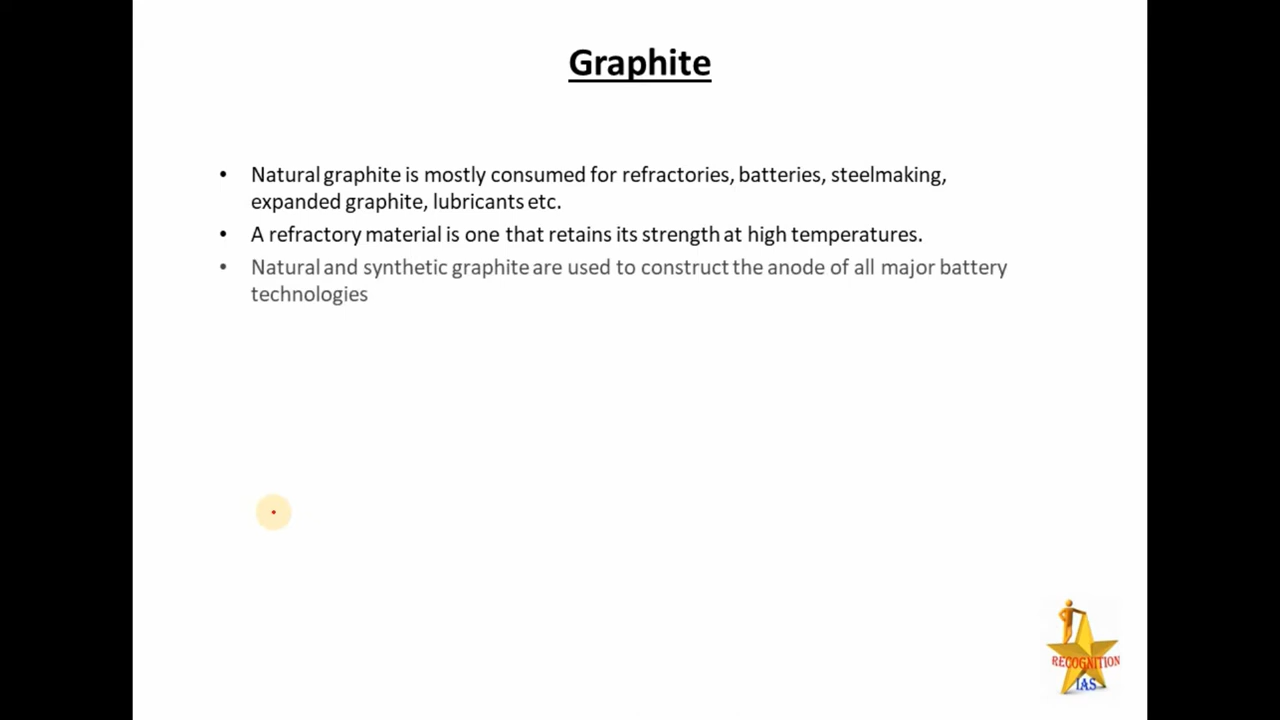 Graphite
• Natural graphite is mostly consumed for refractories, batteries, steelmaking,
expanded graphite, lubricants etc.
• A refractory material is one that retains its strength at high temperatures.
• Natural and synthetic graphite are used to construct the anode of all major battery
technologies
RECOGNITION
IAS